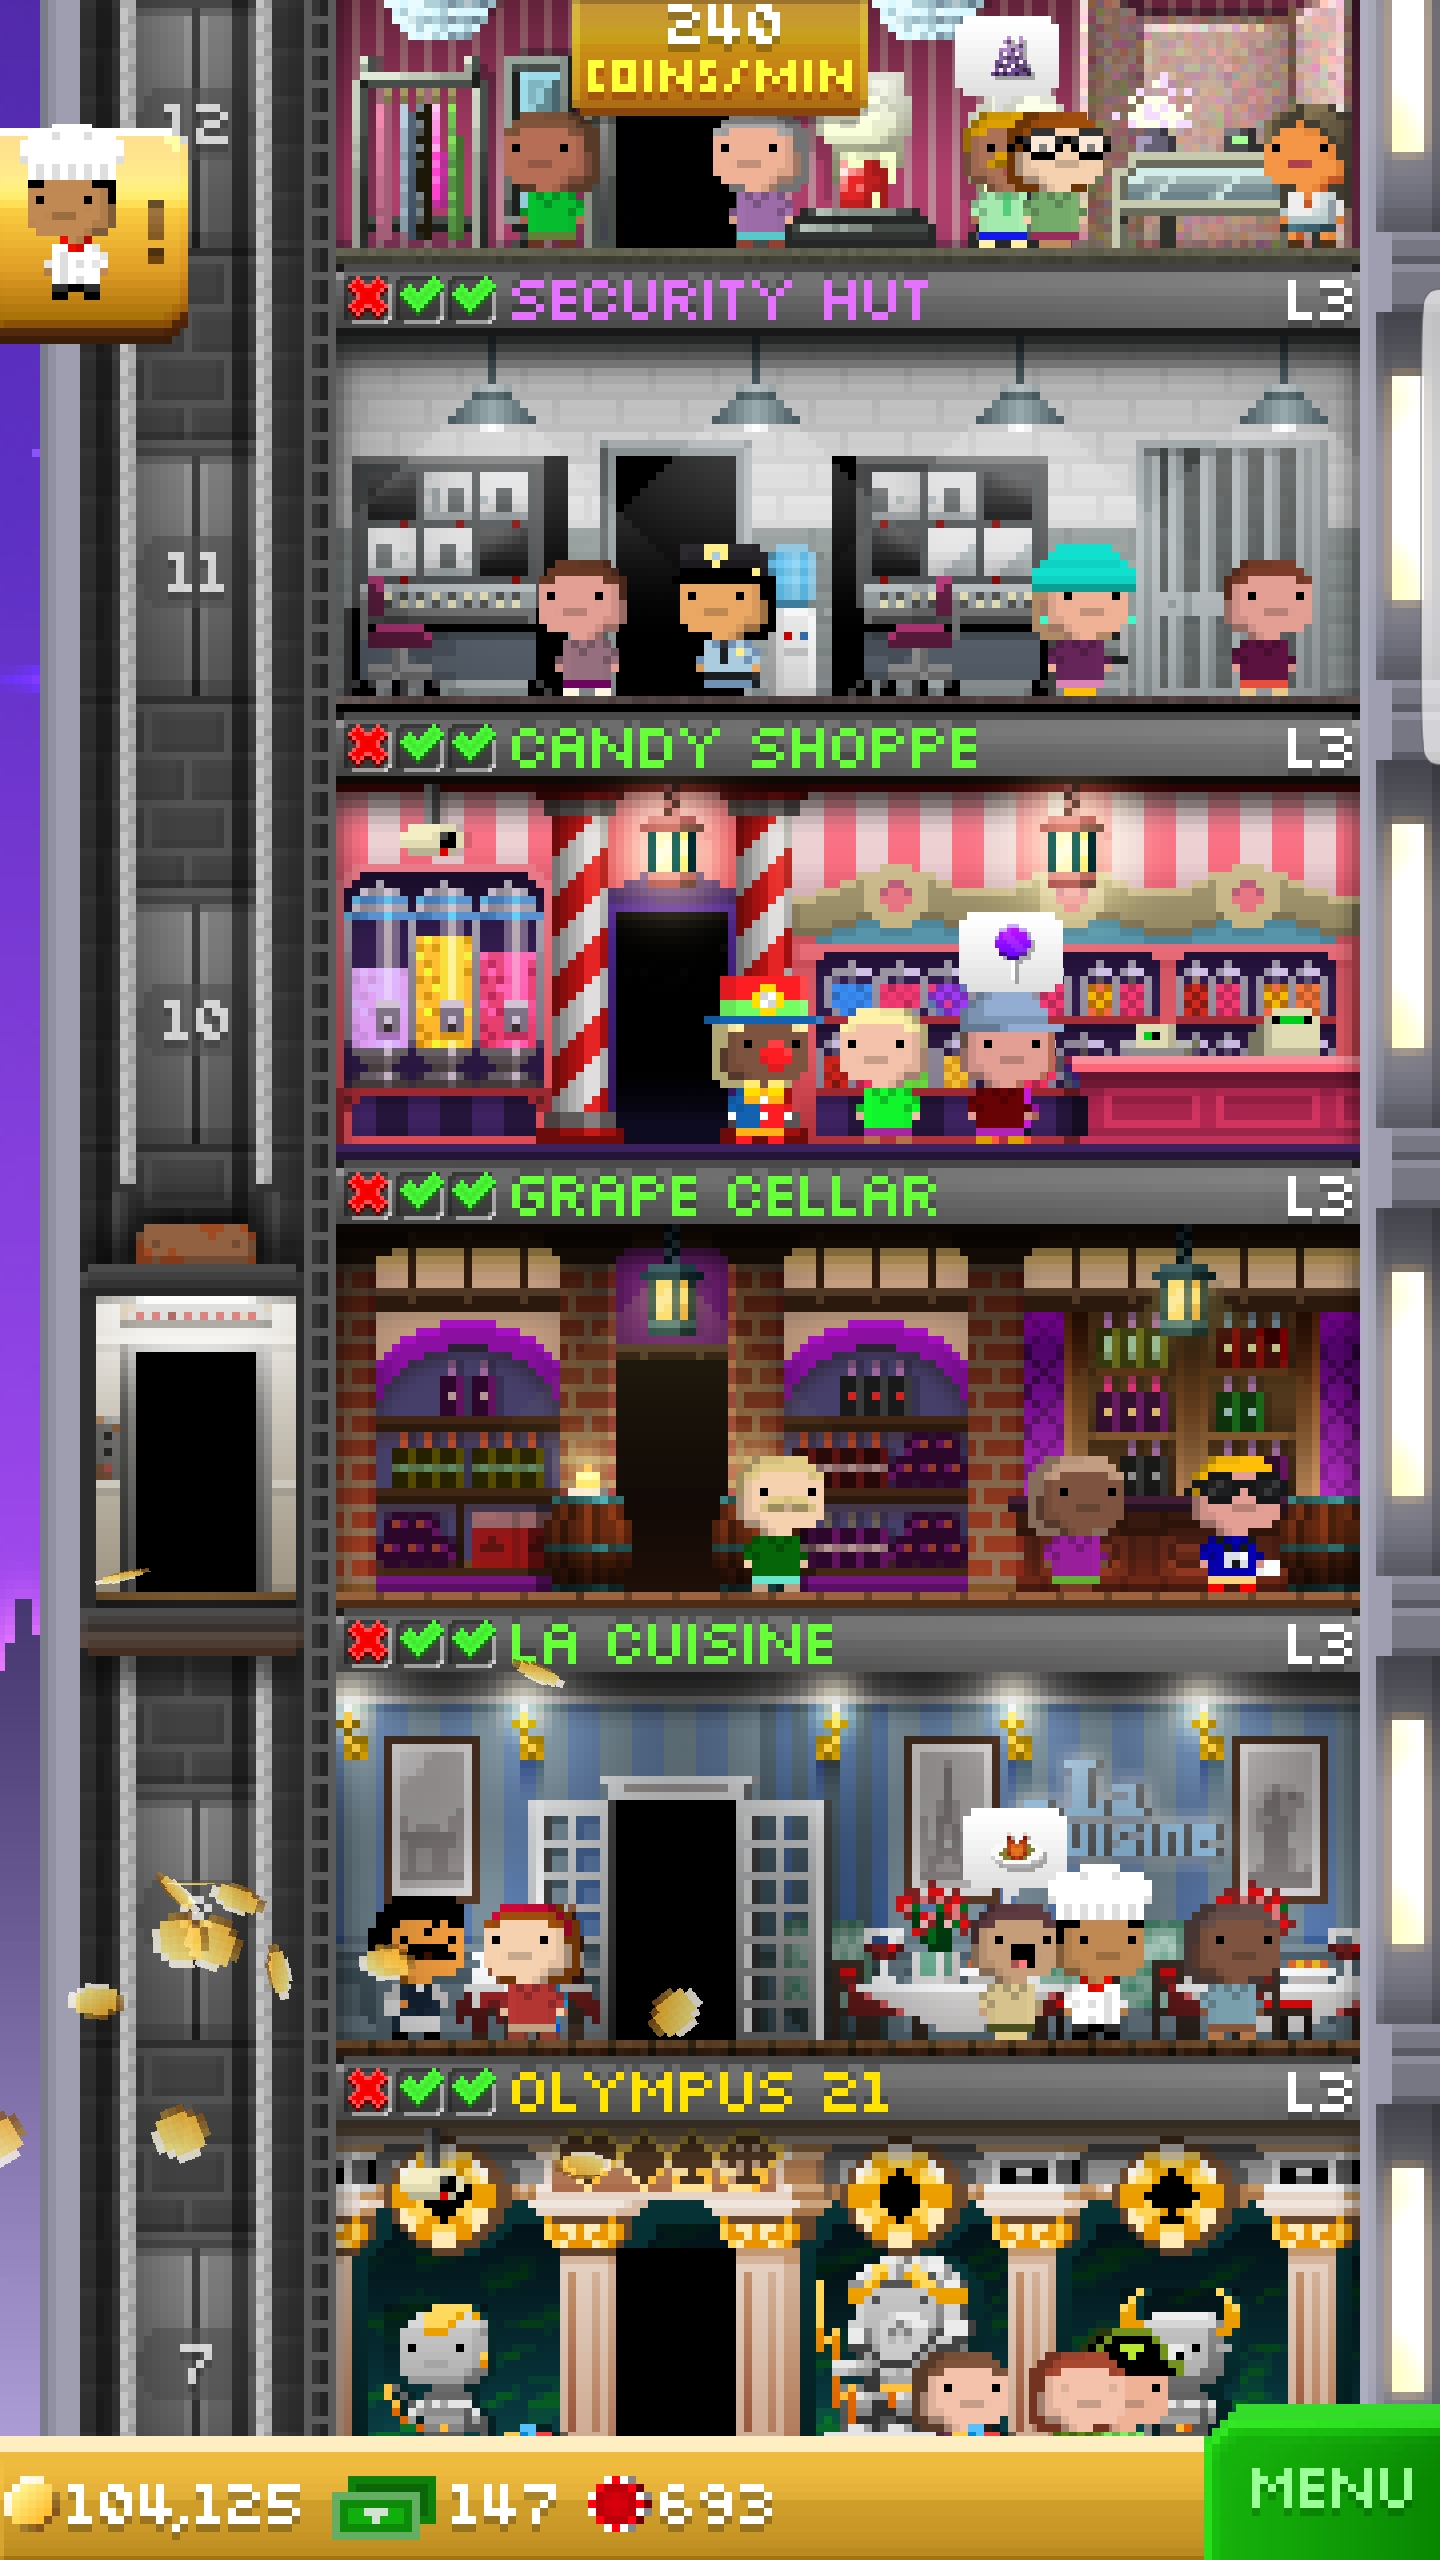 240
COINS/MIN
12
SECURITY HUT L3
11
CANDY SHOPPE L3
10
GRAPE CELLAR L3
LA CUISINE L3
La
OLYMPUS 21 L3
7
104,125 147 693
MENU